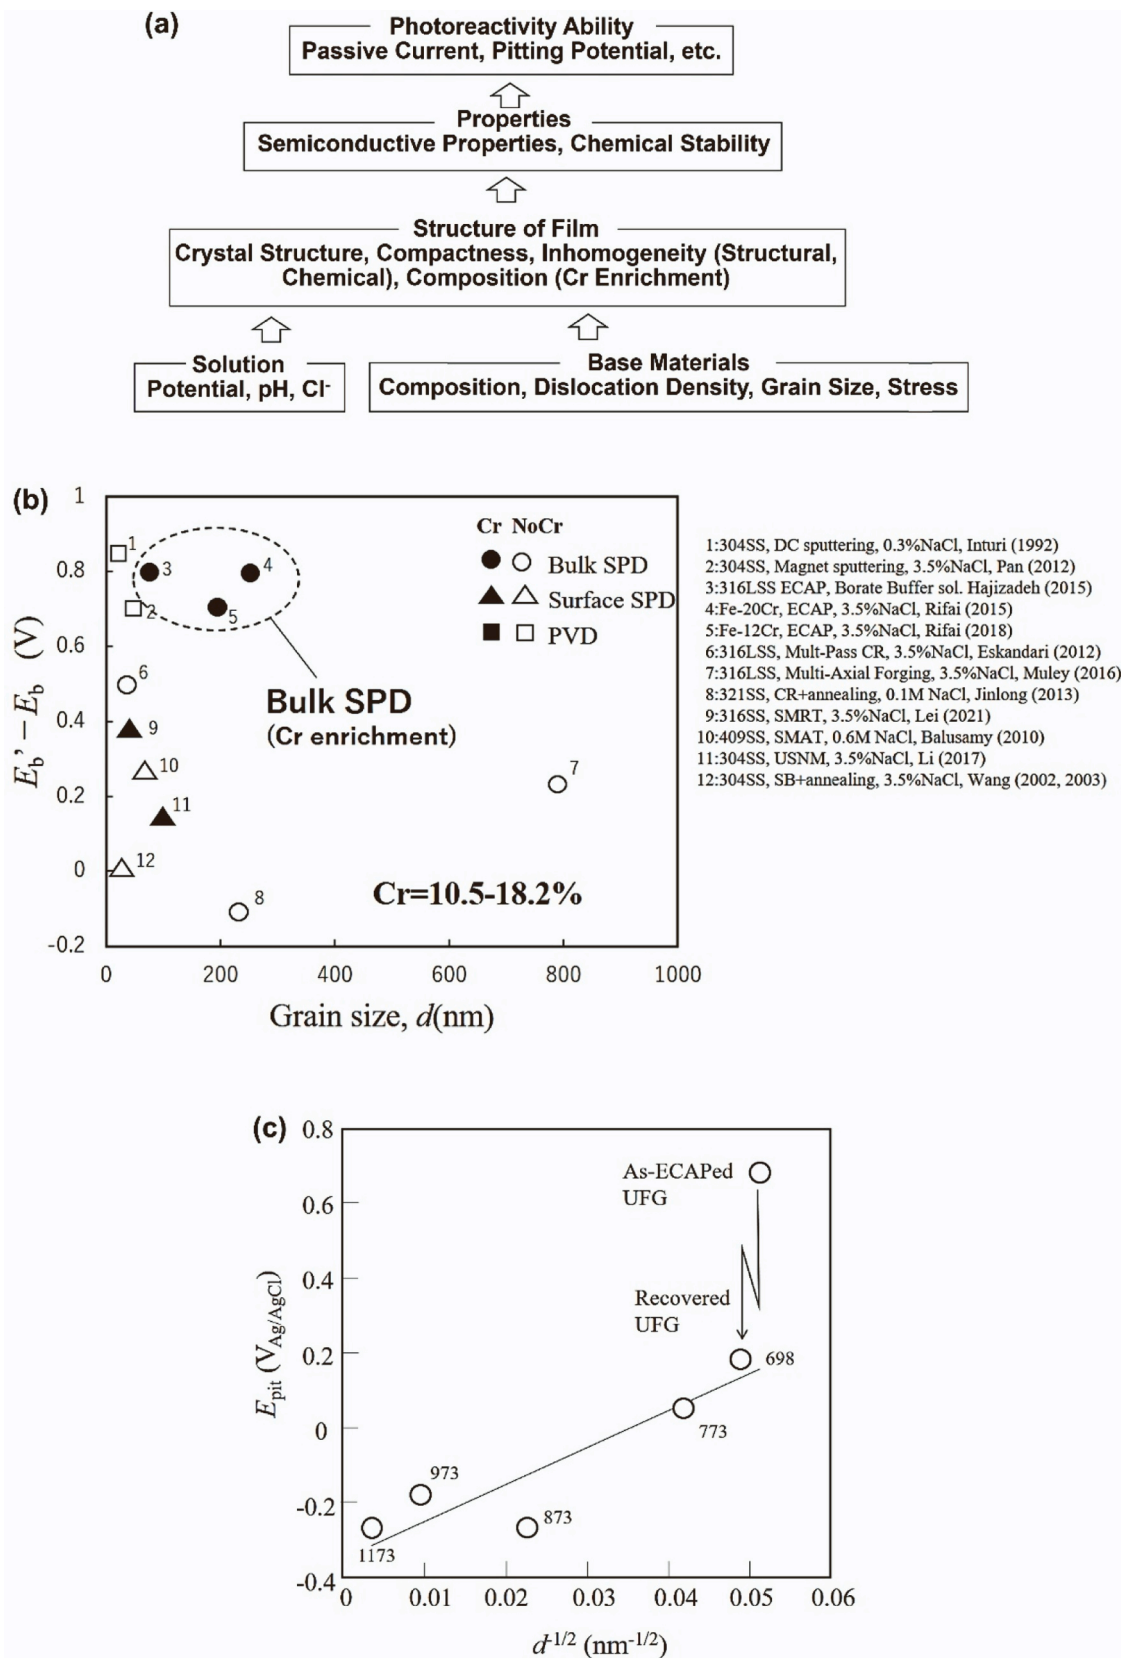 (a)
Photoreactivity Ability
Passive Current, Pitting Potential, etc.
Properties
Semiconductive Properties, Chemical Stability
Structure of Film
Crystal Structure, Compactness, Inhomogeneity (Structural,
Chemical), Composition (Cr Enrichment)
Solution
Potential, pH, Cl-
Base Materials
Composition, Dislocation Density, Grain Size, Stress
(b)
Eb' – Eb (V)
1
0.8
0.6
0.4
0.2
0
-0.2
0 200 400 600 800 1000
Grain size, d(nm)
Cr NoCr
Bulk SPD
Surface SPD
PVD
1
2
3
4
5
6
7
8
9
10
11
12
Bulk SPD
(Cr enrichment)
Cr=10.5-18.2%
1:304SS, DC sputtering, 0.3%NaCl, Inturi (1992)
2:304SS, Magnet sputtering, 3.5%NaCl, Pan (2012)
3:316LSS ECAP, Borate Buffer sol. Hajizadeh (2015)
4:Fe-20Cr, ECAP, 3.5%NaCl, Rifai (2015)
5:Fe-12Cr, ECAP, 3.5%NaCl, Rifai (2018)
6:316LSS, Mult-Pass CR, 3.5%NaCl, Eskandari (2012)
7:316LSS, Multi-Axial Forging, 3.5%NaCl, Muley (2016)
8:321SS, CR+annealing, 0.1M NaCl, Jinlong (2013)
9:316SS, SMRT, 3.5%NaCl, Lei (2021)
10:409SS, SMAT, 0.6M NaCl, Balusamy (2010)
11:304SS, USNM, 3.5%NaCl, Li (2017)
12:304SS, SB+annealing, 3.5%NaCl, Wang (2002, 2003)
(c)
Epit (VAg/AgCl)
0.8
0.6
0.4
0.2
0
-0.2
-0.4
As-ECAPed
UFG
Recovered
UFG
698
773
873
973
1173
0 0.01 0.02 0.03 0.04 0.05 0.06
d-1/2 (nm-1/2)